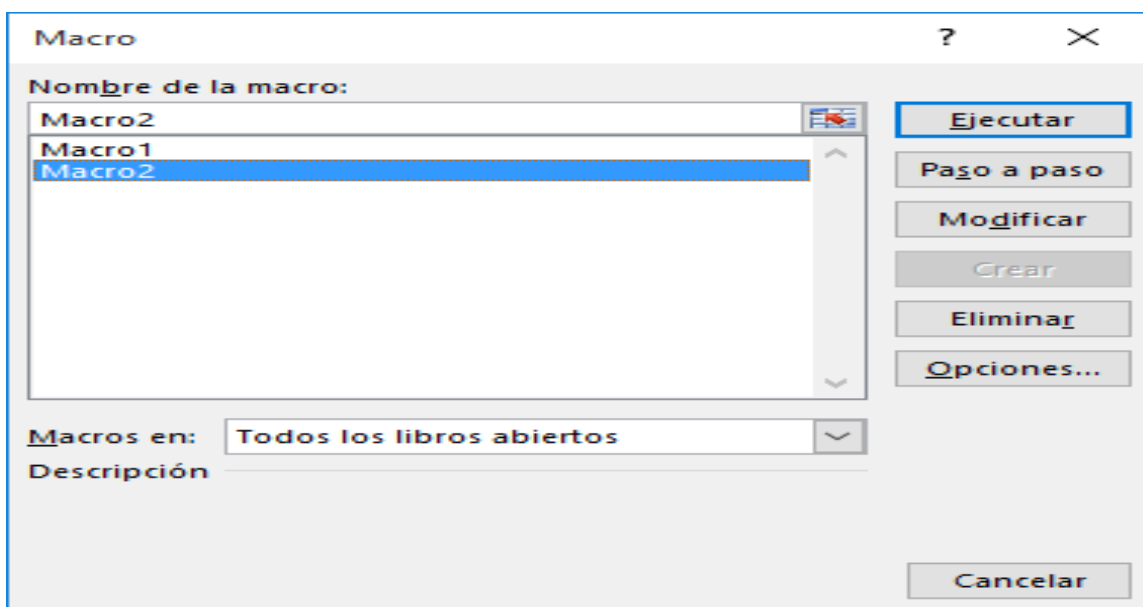 Macro
Nombre de la macro:
Macro2
Macro1
Macro2
Ejecutar
Paso a paso
Modificar
Crear
Eliminar
Opciones...
Macros en: Todos los libros abiertos
Descripción
Cancelar